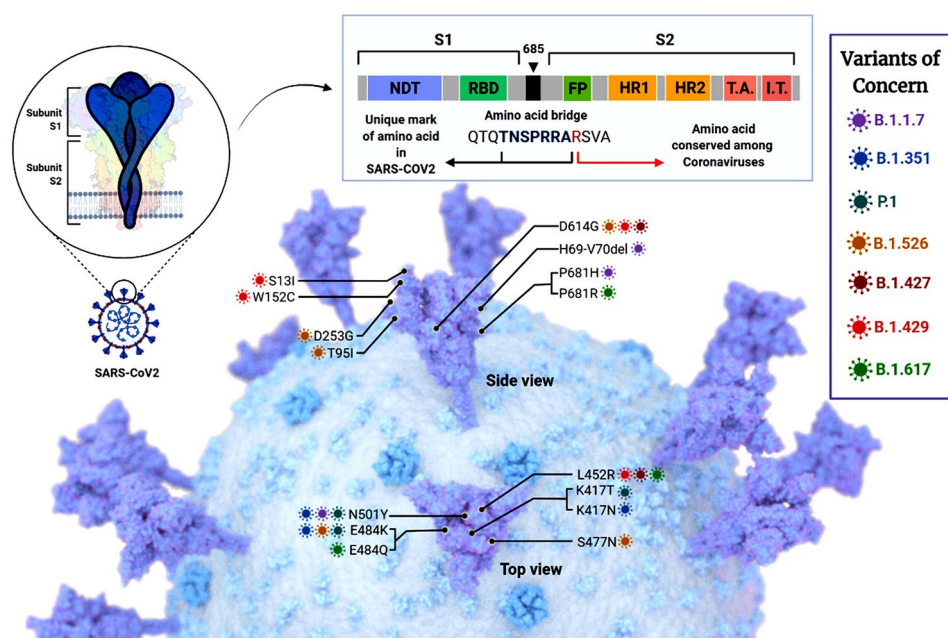 S1
685
S2
NDT
RBD
FP
HR1
HR2
T.A.
I.T.
Unique mark
of amino acid
in
SARS-COV2
Amino acid bridge
QTQTNSPRRARSVA
Amino acid
conserved among
Coronaviruses
Subunit
S1
Subunit
S2
SARS-CoV2
Variants of
Concern
B.1.1.7
B.1.351
P.1
B.1.526
B.1.427
B.1.429
B.1.617
D614G
H69-V70del
P681H
P681R
S13I
W152C
D253G
T95I
Side view
L452R
K417T
K417N
N501Y
E484K
E484Q
S477N
Top view